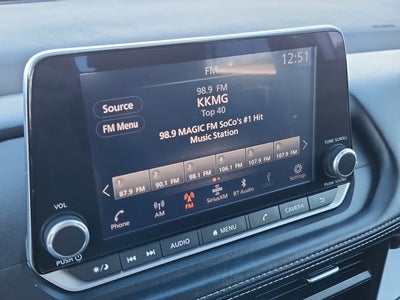 FM
12:51
98.9 FM
KKMG
Top 40
Source
FM Menu
98.9 MAGIC FM SoCo's #1 Hit
Music Station
1 2 3 4 5 6
87.9 FM 90.1 FM 98.1 FM 106.1 FM 107.9 FM 107.9 FM
Phone AM FM SiriusXM BT Audio Settings
VOL
TUNE·SCROLL
PUSH SOUND
PUSH
AUDIO MENU CAMERA